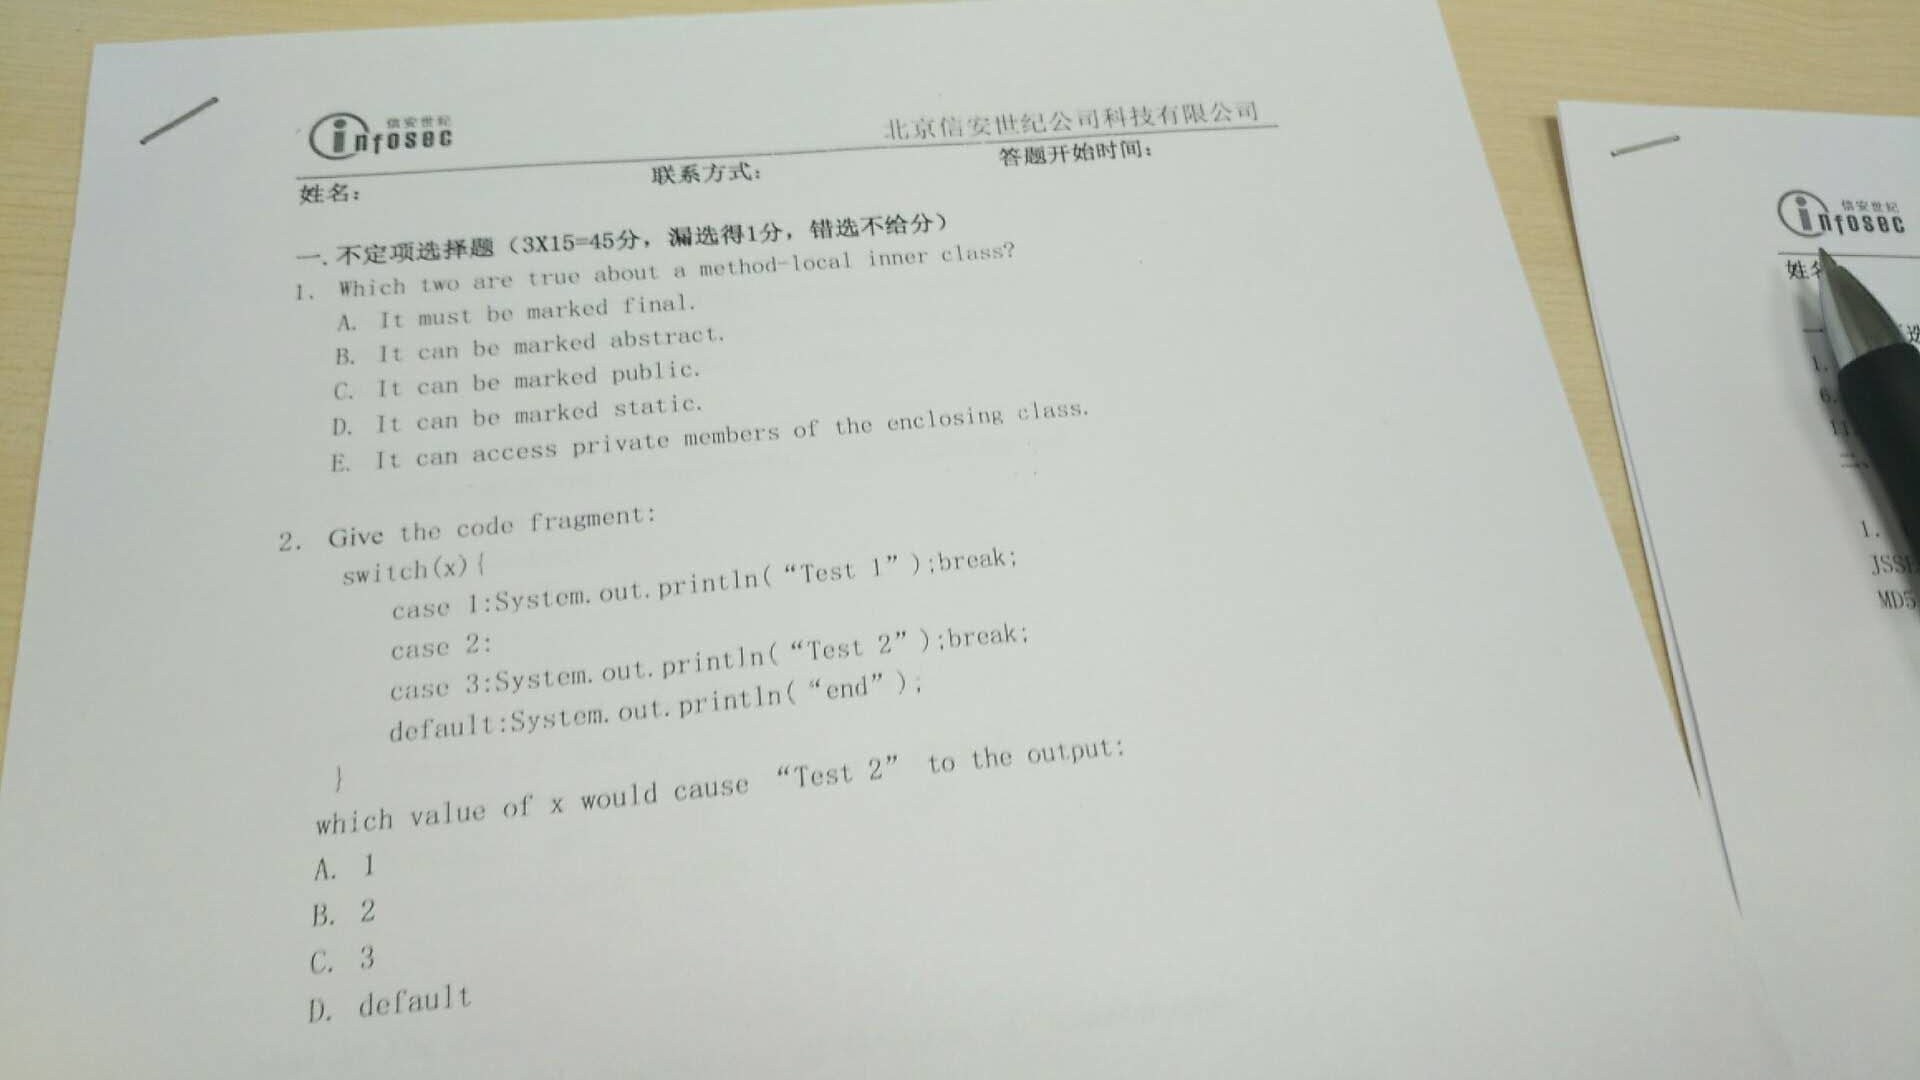 信安世纪
infosec
北京信安世纪公司科技有限公司
姓名: 联系方式: 答题开始时间:
一. 不定项选择题（3X15=45分，漏选得1分，错选不给分）
1. Which two are true about a method-local inner class?
A. It must be marked final.
B. It can be marked abstract.
C. It can be marked public.
D. It can be marked static.
E. It can access private members of the enclosing class.
2. Give the code fragment:
switch(x){
case 1:System.out.println(“Test 1”);break;
case 2:
case 3:System.out.println(“Test 2”);break;
default:System.out.println(“end”);
}
which value of x would cause “Test 2” to the output:
A. 1
B. 2
C. 3
D. default
信安世纪
infosec
姓
1.
6.
11.
二、
1.
MD5